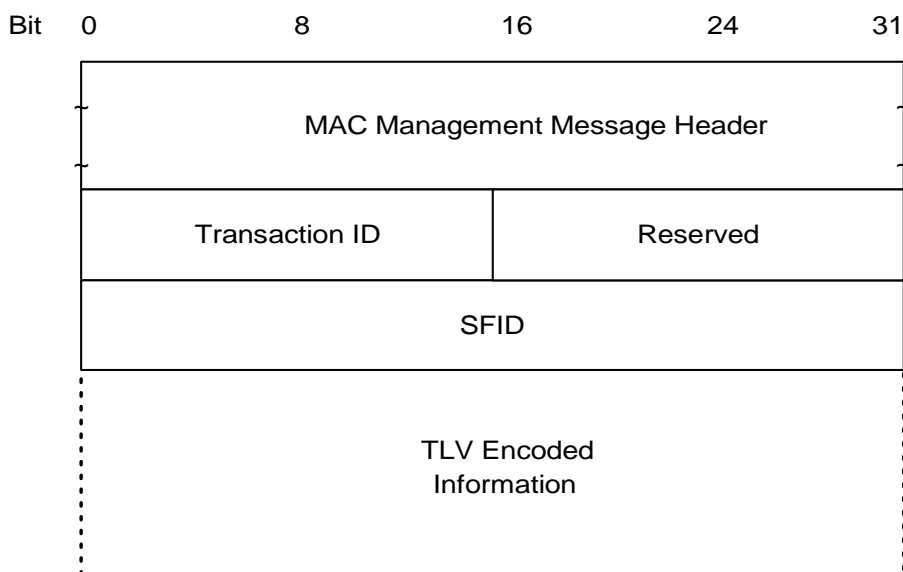 Bit 0 8 16 24 31
MAC Management Message Header
Transaction ID Reserved
SFID
TLV Encoded
Information